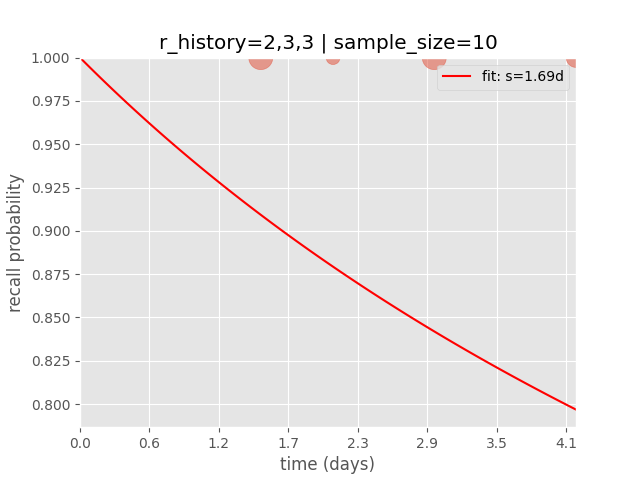 r_history=2,3,3 | sample_size=10
1.000
0.975
0.950
0.925
0.900
0.875
0.850
0.825
0.800
recall probability
fit: s=1.69d
0.0 0.6 1.2 1.7 2.3 2.9 3.5 4.1
time (days)